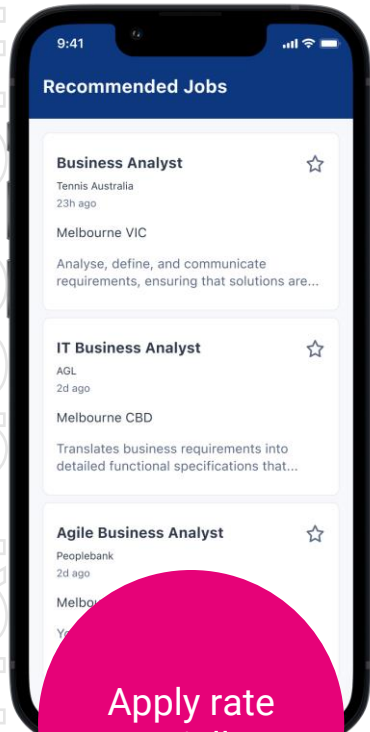 9:41
Recommended Jobs
Business Analyst
Tennis Australia
23h ago
Melbourne VIC
Analyse, define, and communicate
requirements, ensuring that solutions are...
IT Business Analyst
AGL
2d ago
Melbourne CBD
Translates business requirements into
detailed functional specifications that...
Agile Business Analyst
Peoplebank
2d ago
Melbou
Apply rate